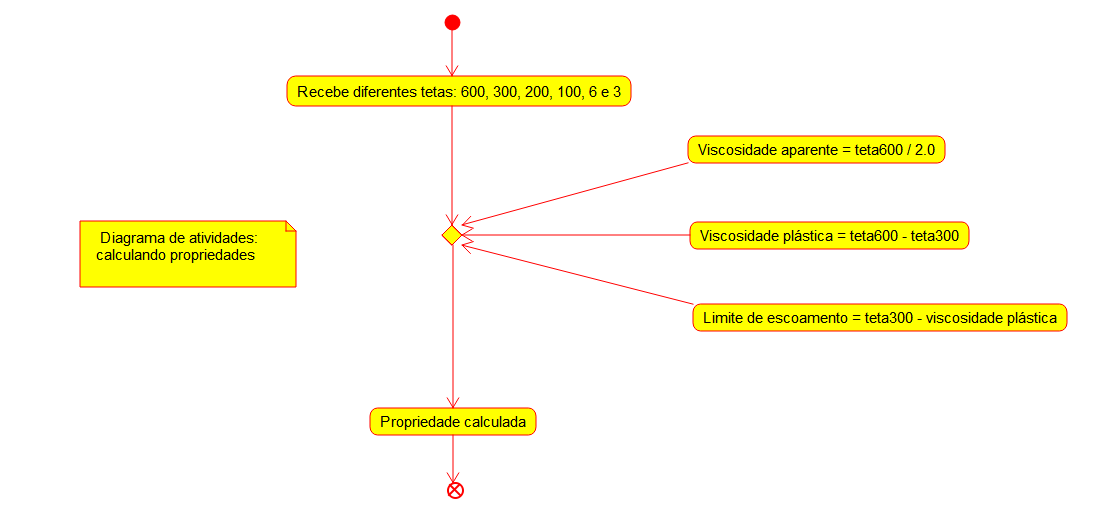 Recebe diferentes tetas: 600, 300, 200, 100, 6 e 3
Viscosidade aparente = teta600 / 2.0
Diagrama de atividades:
calculando propriedades
Viscosidade plástica = teta600 - teta300
Limite de escoamento = teta300 - viscosidade plástica
Propriedade calculada